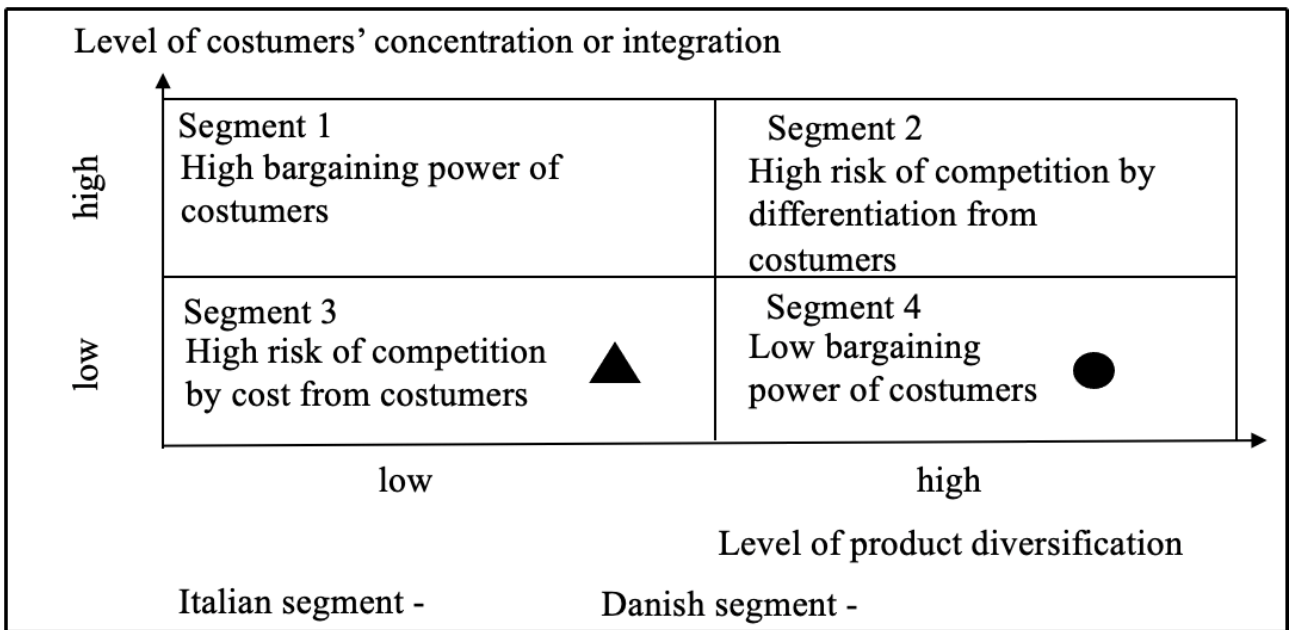 Level of costumers’ concentration or integration
high
Segment 1
High bargaining power of
costumers
Segment 2
High risk of competition by
differentiation from
costumers
low
Segment 3
High risk of competition
by cost from costumers
Segment 4
Low bargaining
power of costumers
low
high
Level of product diversification
Italian segment -
Danish segment -